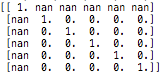 [[ 1. nan nan nan nan nan]
[nan  1.  0.  0.  0.  0.]
[nan  0.  1.  0.  0.  0.]
[nan  0.  0.  1.  0.  0.]
[nan  0.  0.  0.  1.  0.]
[nan  0.  0.  0.  0.  1.]]